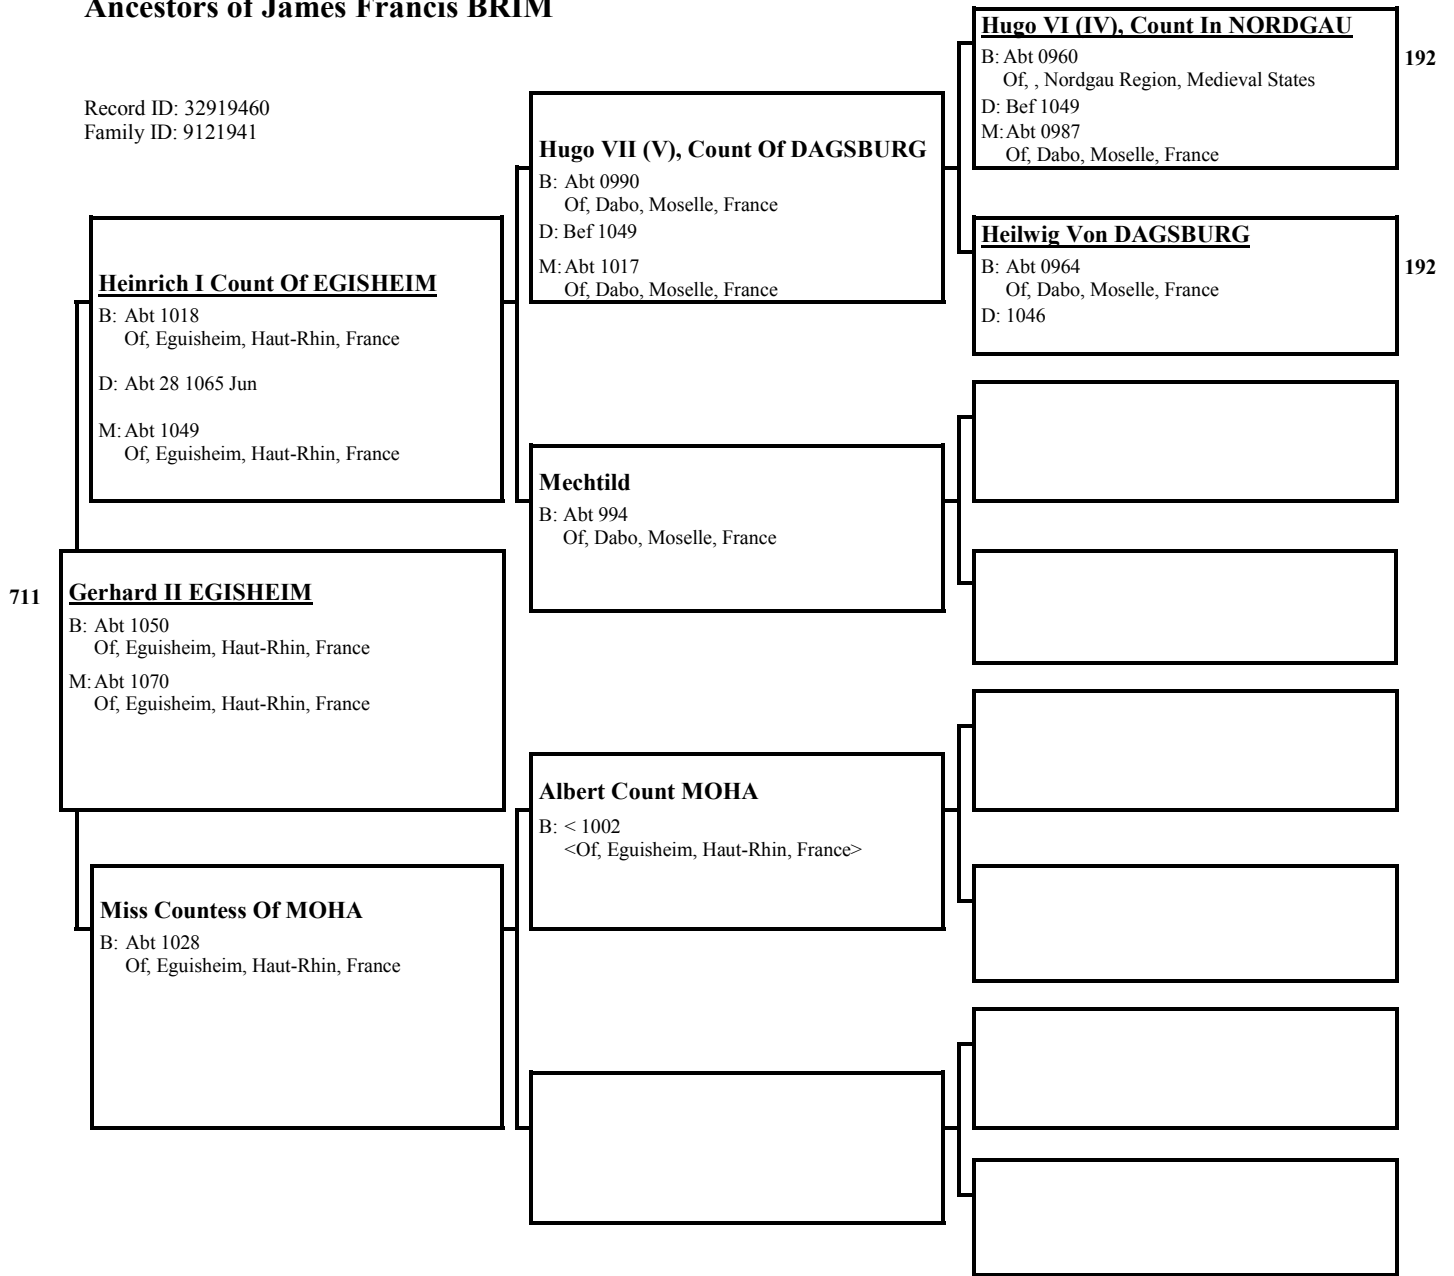 Ancestors of James Francis BRIM
Record ID: 32919460
Family ID: 9121941
Hugo VI (IV), Count In NORDGAU
B: Abt 0960
Of, , Nordgau Region, Medieval States
D: Bef 1049
M: Abt 0987
Of, Dabo, Moselle, France
192
Hugo VII (V), Count Of DAGSBURG
B: Abt 0990
Of, Dabo, Moselle, France
D: Bef 1049
M: Abt 1017
Of, Dabo, Moselle, France
Heilwig Von DAGSBURG
B: Abt 0964
Of, Dabo, Moselle, France
D: 1046
192
Heinrich I Count Of EGISHEIM
B: Abt 1018
Of, Eguisheim, Haut-Rhin, France
D: Abt 28 1065 Jun
M: Abt 1049
Of, Eguisheim, Haut-Rhin, France
Mechtild
B: Abt 994
Of, Dabo, Moselle, France
711
Gerhard II EGISHEIM
B: Abt 1050
Of, Eguisheim, Haut-Rhin, France
M: Abt 1070
Of, Eguisheim, Haut-Rhin, France
Albert Count MOHA
B: < 1002
<Of, Eguisheim, Haut-Rhin, France>
Miss Countess Of MOHA
B: Abt 1028
Of, Eguisheim, Haut-Rhin, France